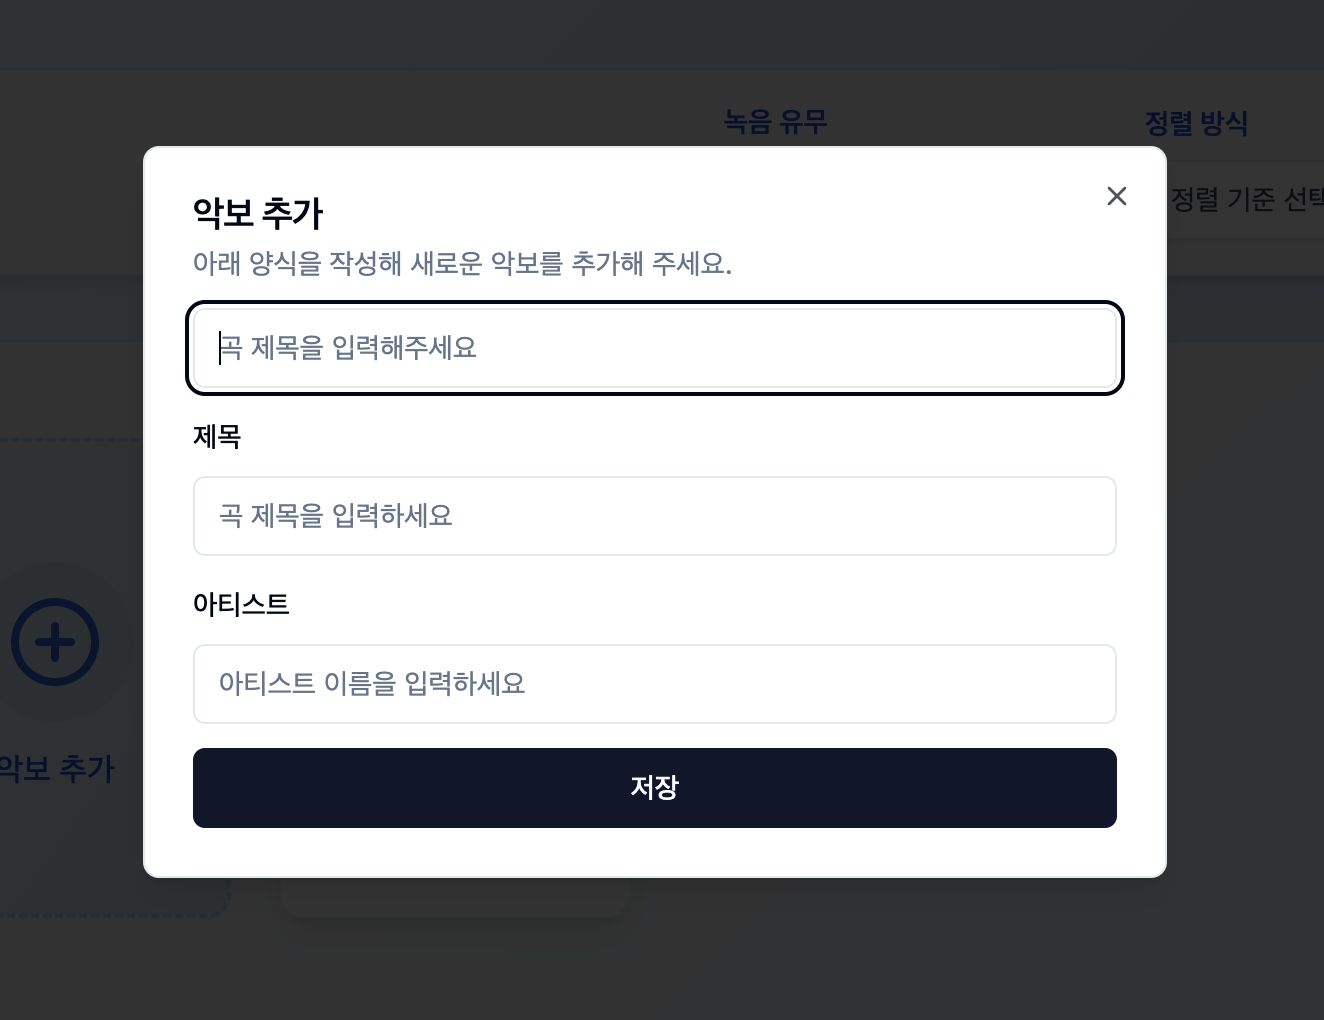 녹음 유무
정렬 방식
정렬 기준 선택
악보 추가
아래 양식을 작성해 새로운 악보를 추가해 주세요.
곡 제목을 입력해주세요
제목
곡 제목을 입력하세요
아티스트
아티스트 이름을 입력하세요
저장
악보 추가